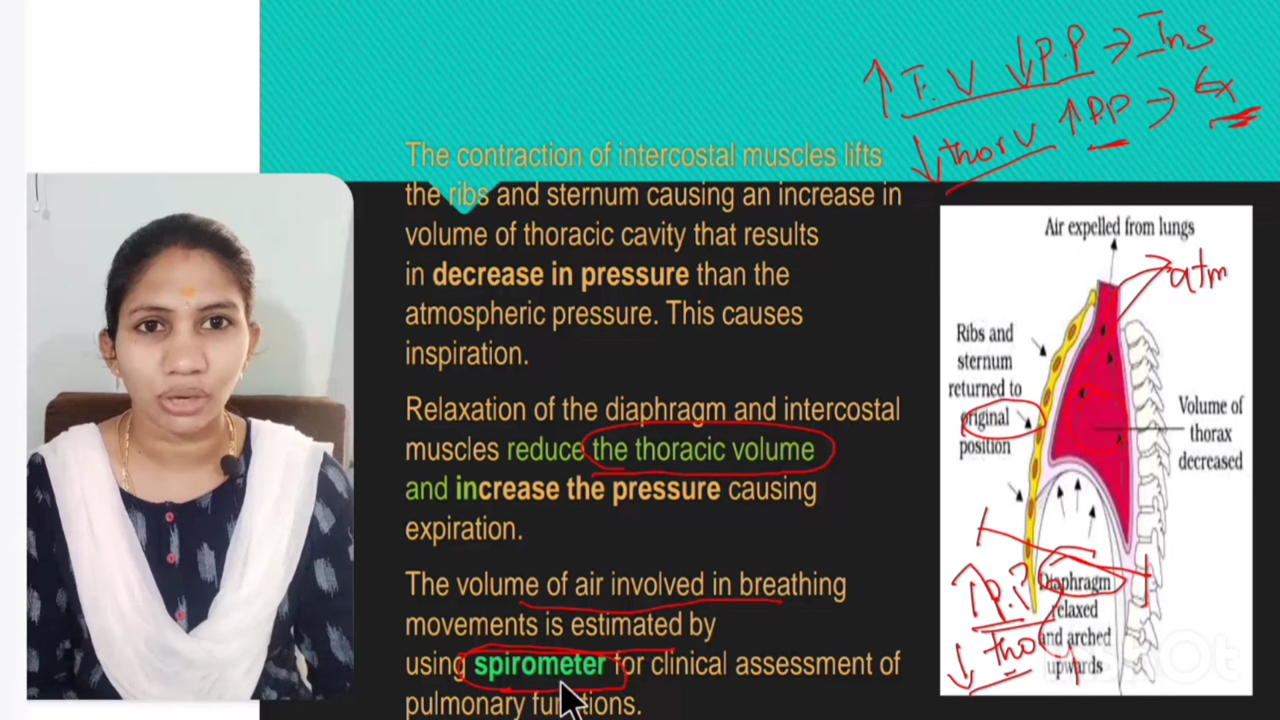 ↑ T.V ↓P.P → Ins
↓ thor V ↑ PP → Ex
The contraction of intercostal muscles lifts
the ribs and sternum causing an increase in
volume of thoracic cavity that results
in decrease in pressure than the
atmospheric pressure. This causes
inspiration.
Relaxation of the diaphragm and intercostal
muscles reduce the thoracic volume
and increase the pressure causing
expiration.
The volume of air involved in breathing
movements is estimated by
using spirometer for clinical assessment of
pulmonary functions.
Air expelled from lungs
atm
Ribs and
sternum
returned to
original
position
Volume of
thorax
decreased
Diaphragm
relaxed
and arched
upwards
↑ P.P
↓ tho